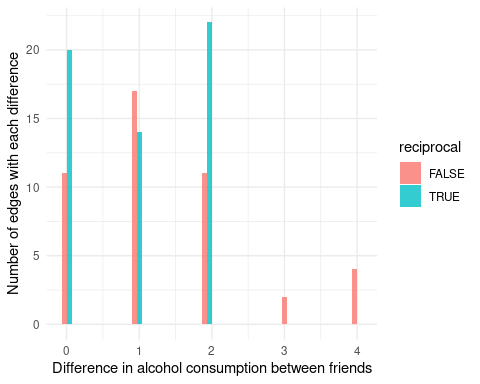 20
15
10
5
0
0 1 2 3 4
Number of edges with each difference
Difference in alcohol consumption between friends
reciprocal
FALSE
TRUE